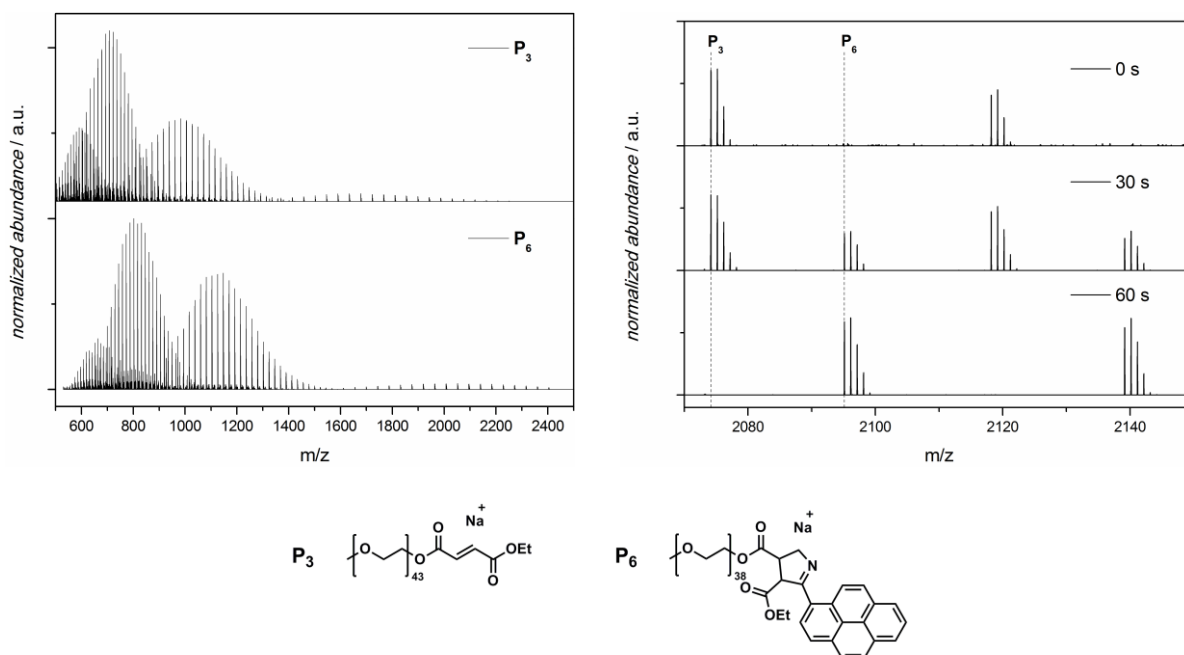 normalized abundance / a.u.
P3
P6
600 800 1000 1200 1400 1600 1800 2000 2200 2400
m/z
normalized abundance / a.u.
P3 P6
0 s
30 s
60 s
2080 2100 2120 2140
m/z
P3
O
O
43
O
O
Na+
OEt
P6
O
O
38
O
O
Na+
N
O
OEt